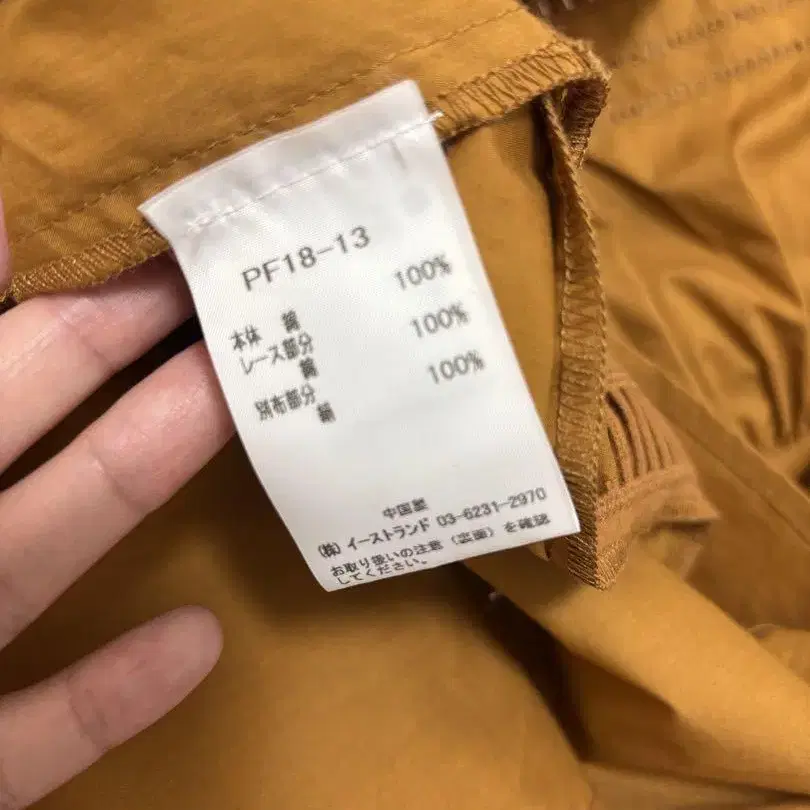 PF18-13
本体 綿 100%
レース部分
綿 100%
別布部分
綿 100%
中国製
(株) イーストランド 03-6231-2970
お取り扱いの注意 (裏面) を確認
してください。